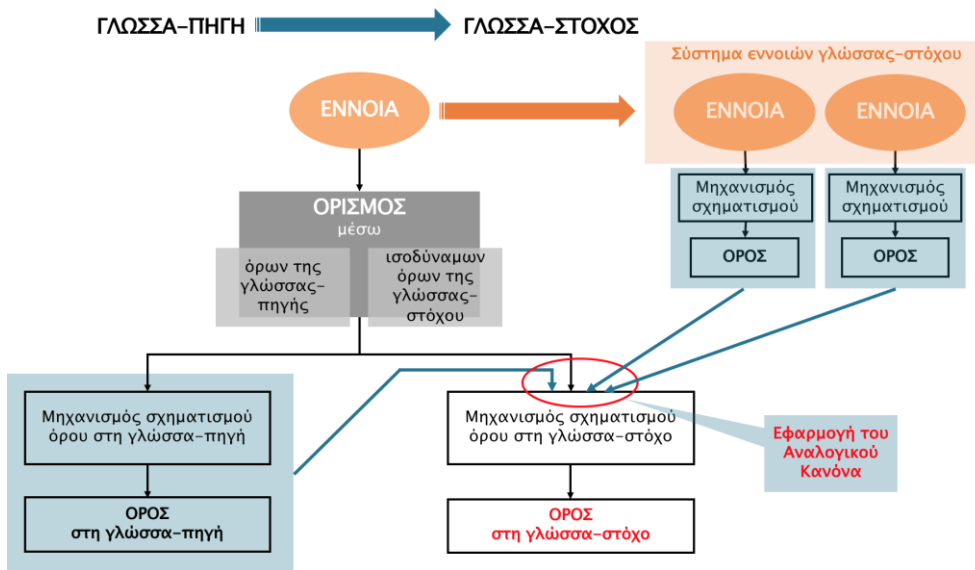 ΓΛΩΣΣΑ–ΠΗΓΗ
ΓΛΩΣΣΑ–ΣΤΟΧΟΣ
Σύστημα εννοιών γλώσσας–στόχου
ΕΝΝΟΙΑ
ΕΝΝΟΙΑ
ΕΝΝΟΙΑ
Μηχανισμός
σχηματισμού
Μηχανισμός
σχηματισμού
ΟΡΟΣ
ΟΡΟΣ
ΟΡΙΣΜΟΣ
μέσω
όρων της
γλώσσας–
πηγής
ισοδύναμων
όρων της
γλώσσας–
στόχου
Μηχανισμός σχηματισμού
όρου στη γλώσσα–πηγή
Μηχανισμός σχηματισμού
όρου στη γλώσσα–στόχο
Εφαρμογή του
Αναλογικού
Κανόνα
ΟΡΟΣ
στη γλώσσα–πηγή
ΟΡΟΣ
στη γλώσσα–στόχο